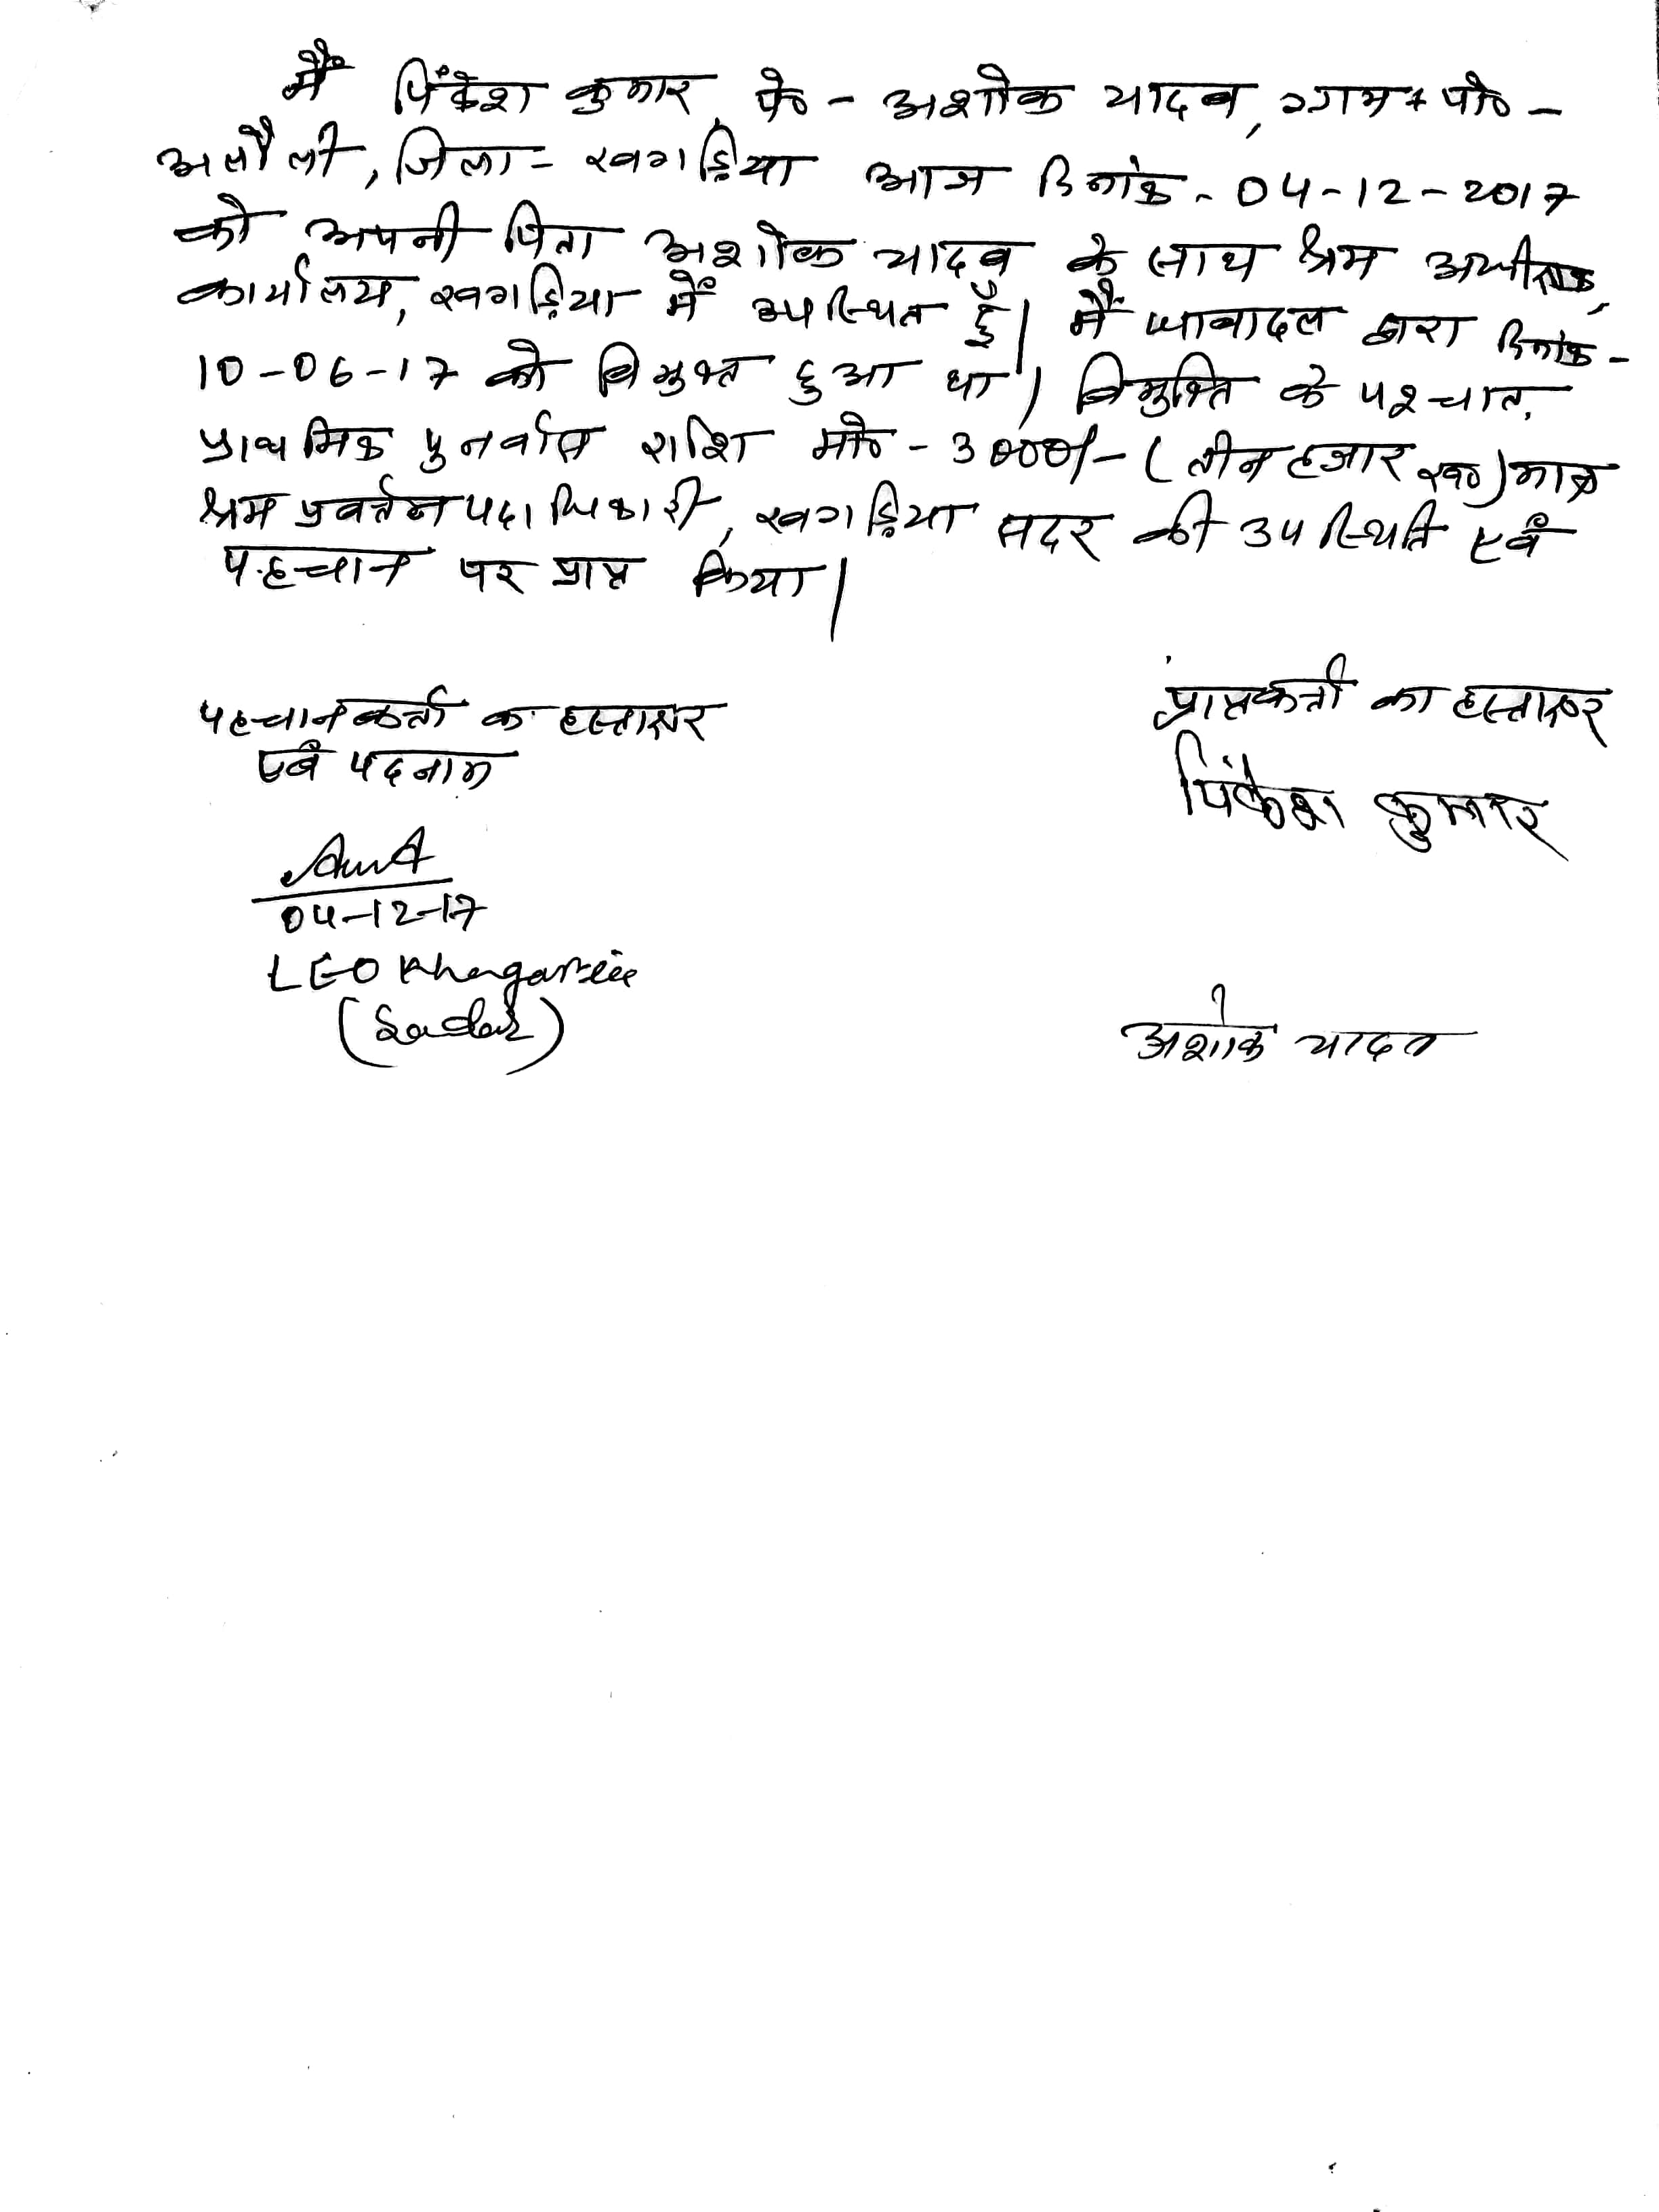 मैं पिंकेश कुमार, पे०- अशोक यादव, ग्राम + पो० -
अलौली, जिला- खगड़िया आज दिनांक- 04-12-2017
को अपनी पिता अशोक यादव के साथ श्रम अधीक्षक,
कार्यालय, खगड़िया में उपस्थित हूँ। मैं धावादल द्वारा दिनांक-
10-06-17 को विमुक्त हुआ था। विमुक्ति के पश्चात्
प्राथमिक पुनर्वास राशि मो०-3000/- (तीन हजार रू०) मात्र
श्रम प्रवर्त्तन पदाधिकारी, खगड़िया सदर की उपस्थिति एवं
पहचान पर प्राप्त किया।
पहचानकर्ता क हस्ताक्षर
एवं पदनाम
प्राप्तकर्ता का हस्ताक्षर
पिंकेश कुमार
04-12-17
LEO Khagaria
(Sadar)
अशोक यादव